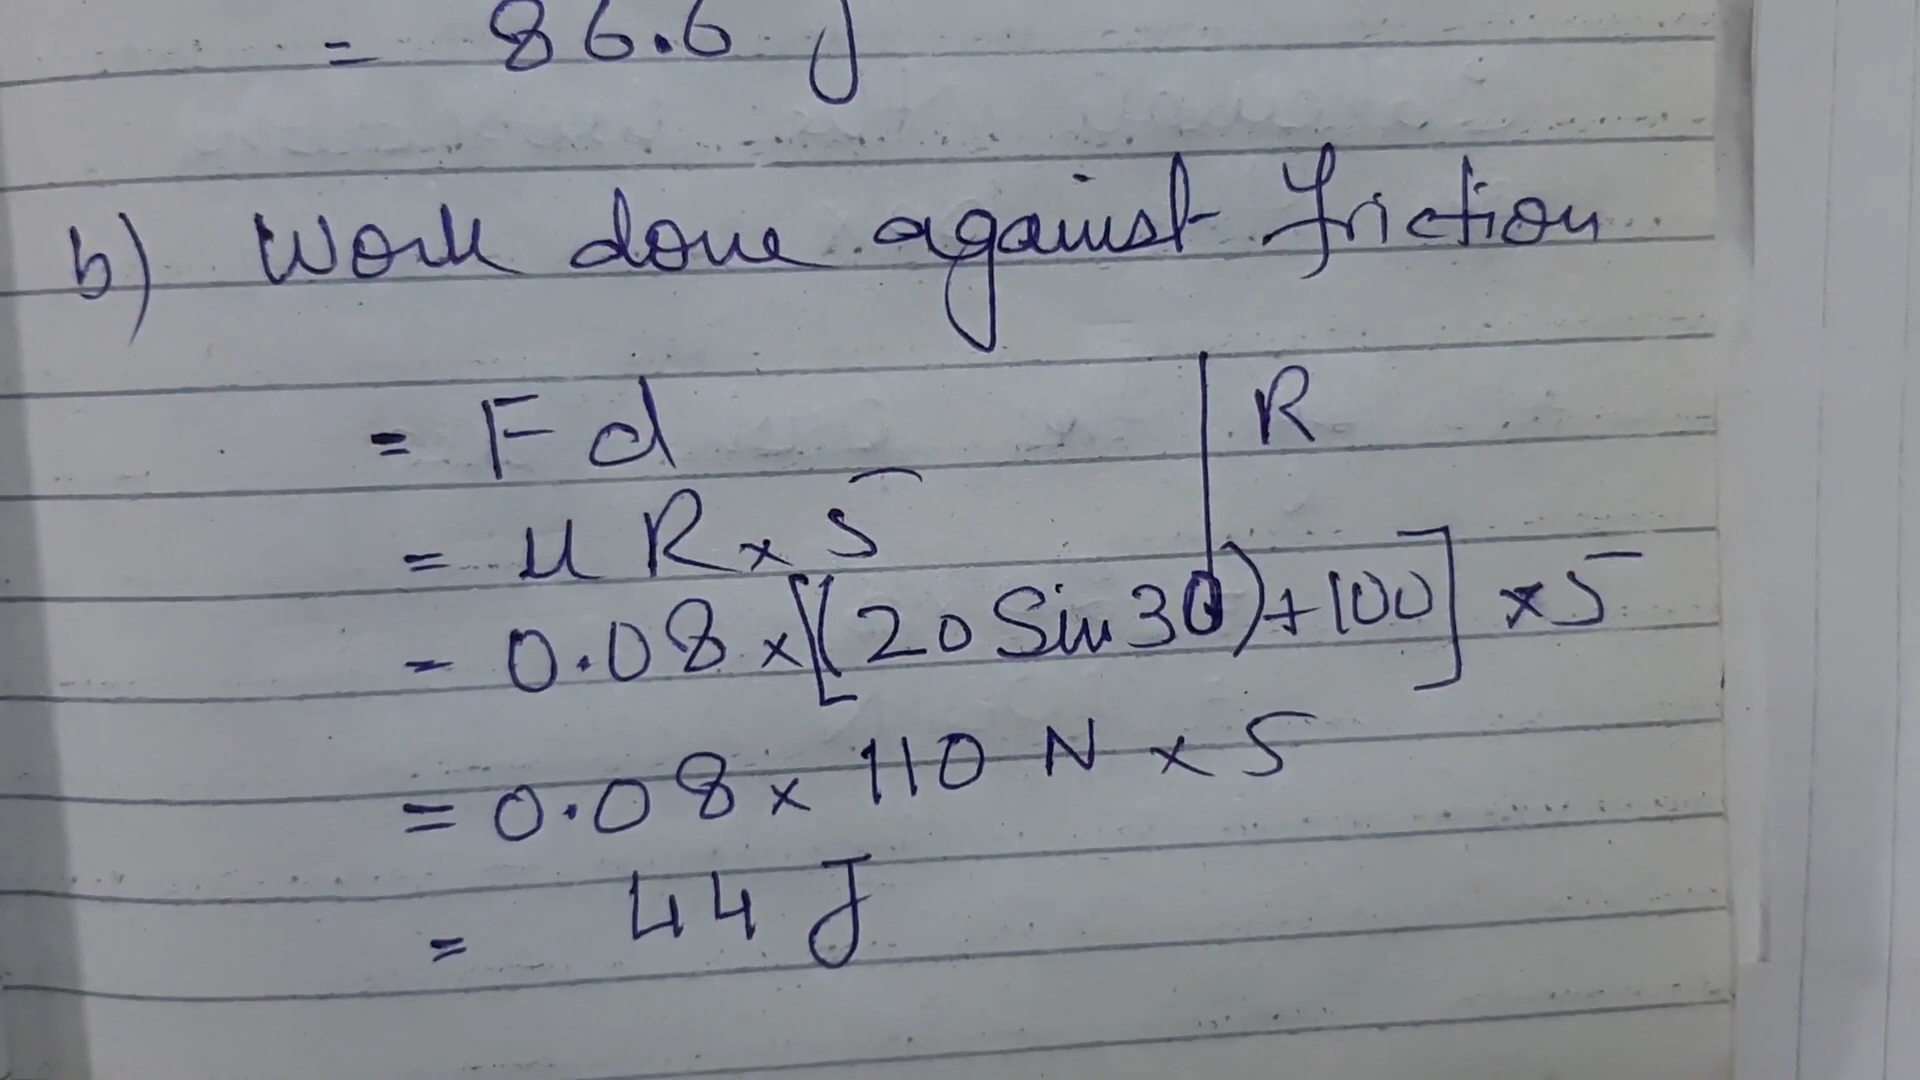 = 86.6 J
b) Work done against friction
= Fd
R
= μ R × 5
= 0.08 × [(20 Sin 30) + 100] × 5
= 0.08 × 110 N × 5
= 44 J